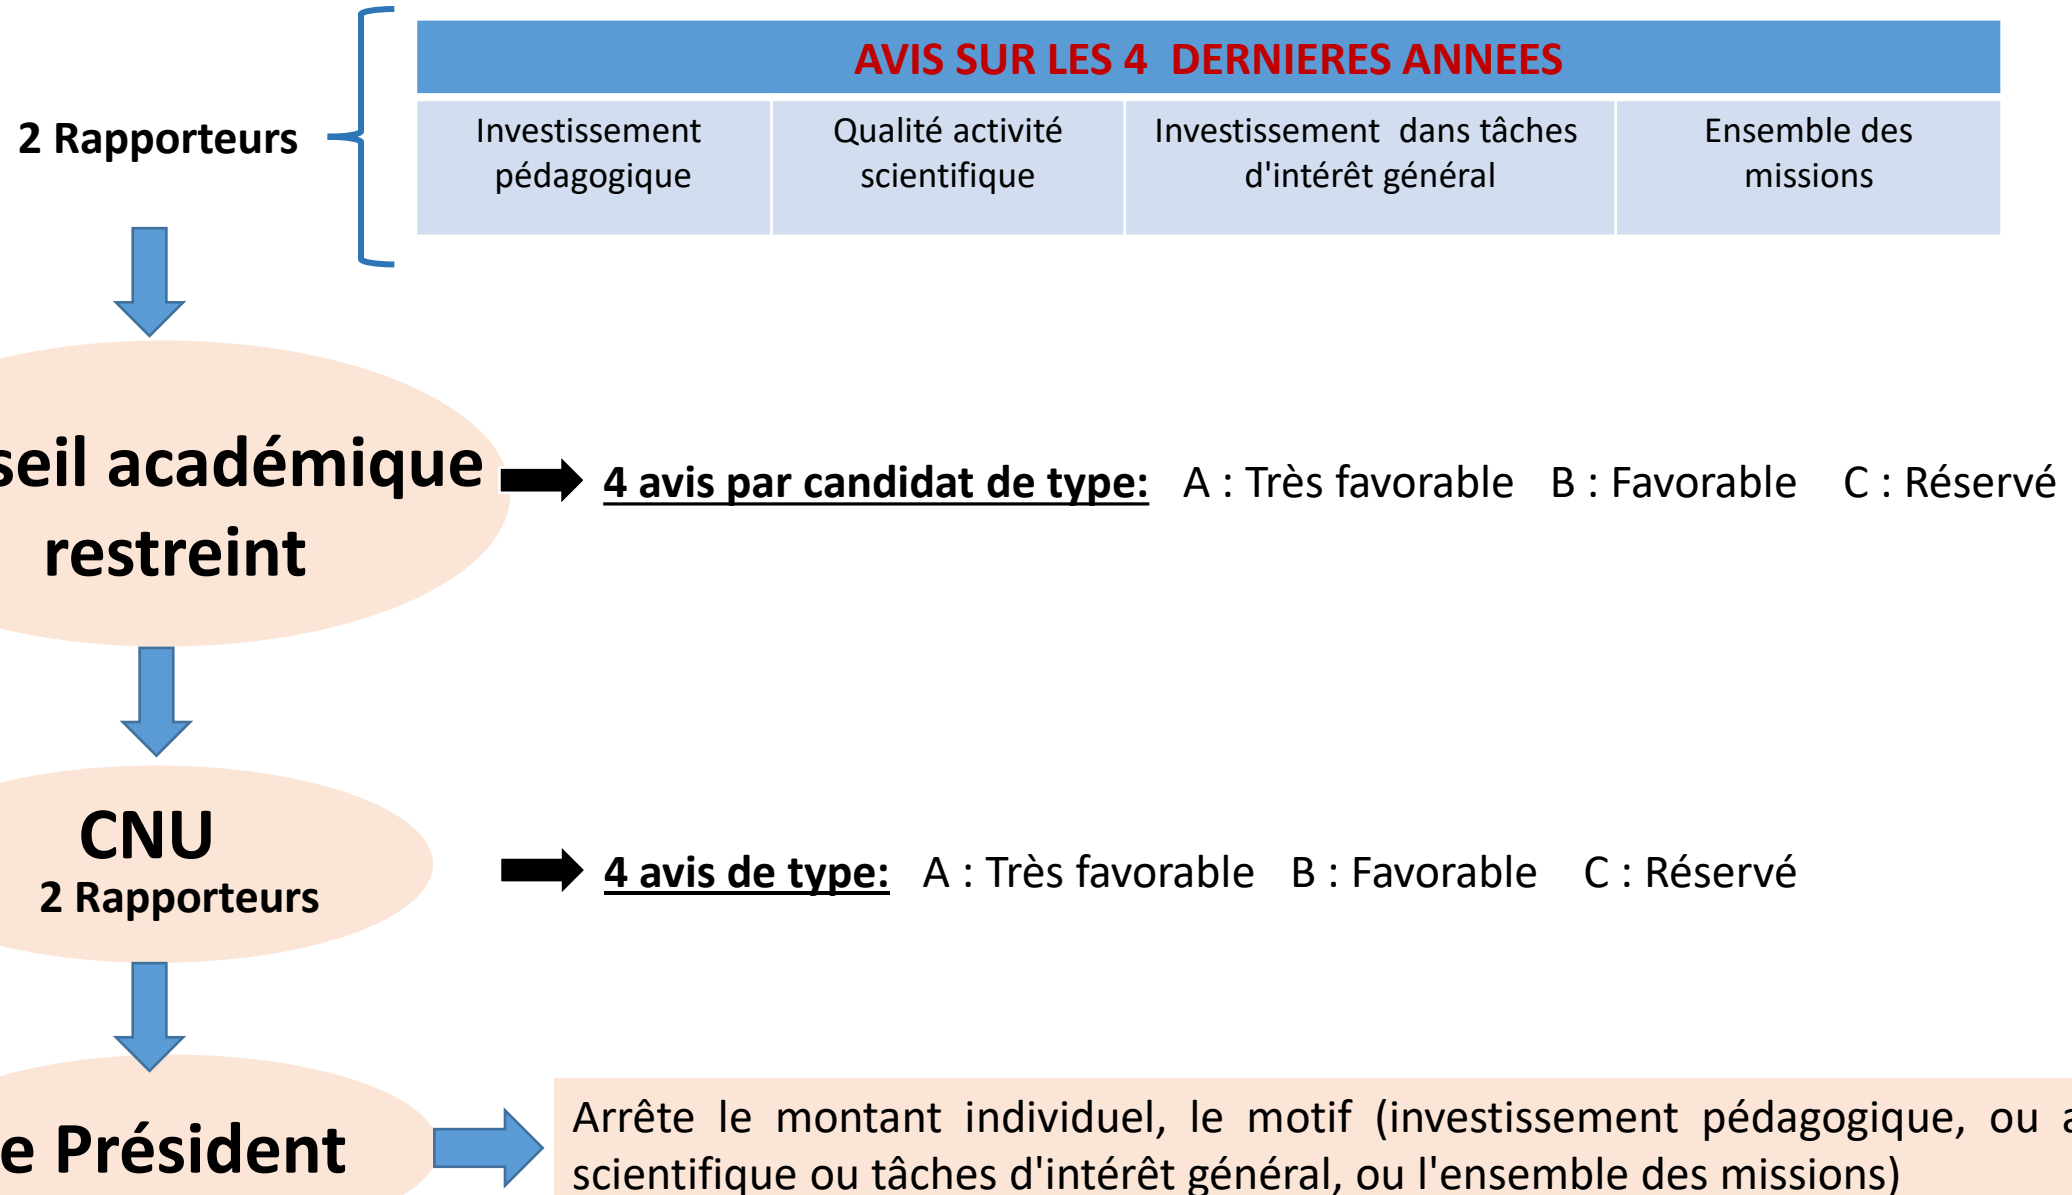 AVIS SUR LES 4 DERNIERES ANNEES
2 Rapporteurs
Investissement
pédagogique
Qualité activité
scientifique
Investissement dans tâches
d'intérêt général
Ensemble des
missions
seil académique
restreint
4 avis par candidat de type: A : Très favorable B : Favorable C : Réservé
CNU
2 Rapporteurs
4 avis de type: A : Très favorable B : Favorable C : Réservé
e Président
Arrête le montant individuel, le motif (investissement pédagogique, ou a
scientifique ou tâches d'intérêt général, ou l'ensemble des missions)